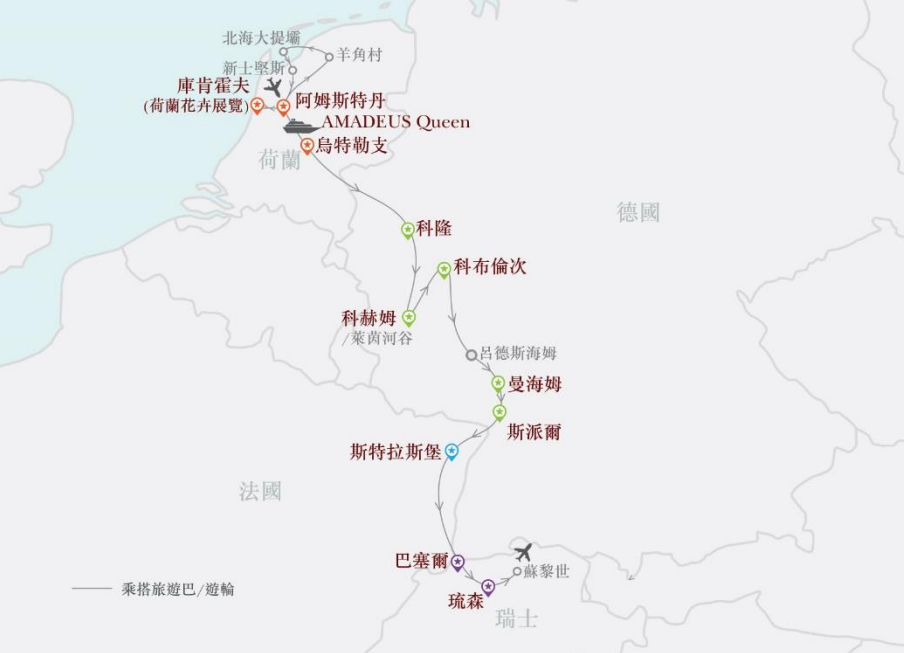 北海大提壩
羊角村
新士堅斯
庫肯霍夫
(荷蘭花卉展覽)
阿姆斯特丹
AMADEUS Queen
烏特勒支
荷蘭
德國
科隆
科布倫次
科赫姆
/萊茵河谷
呂德斯海姆
曼海姆
斯派爾
斯特拉斯堡
法國
巴塞爾
蘇黎世
乘搭旅遊巴/遊輪
琉森
瑞士